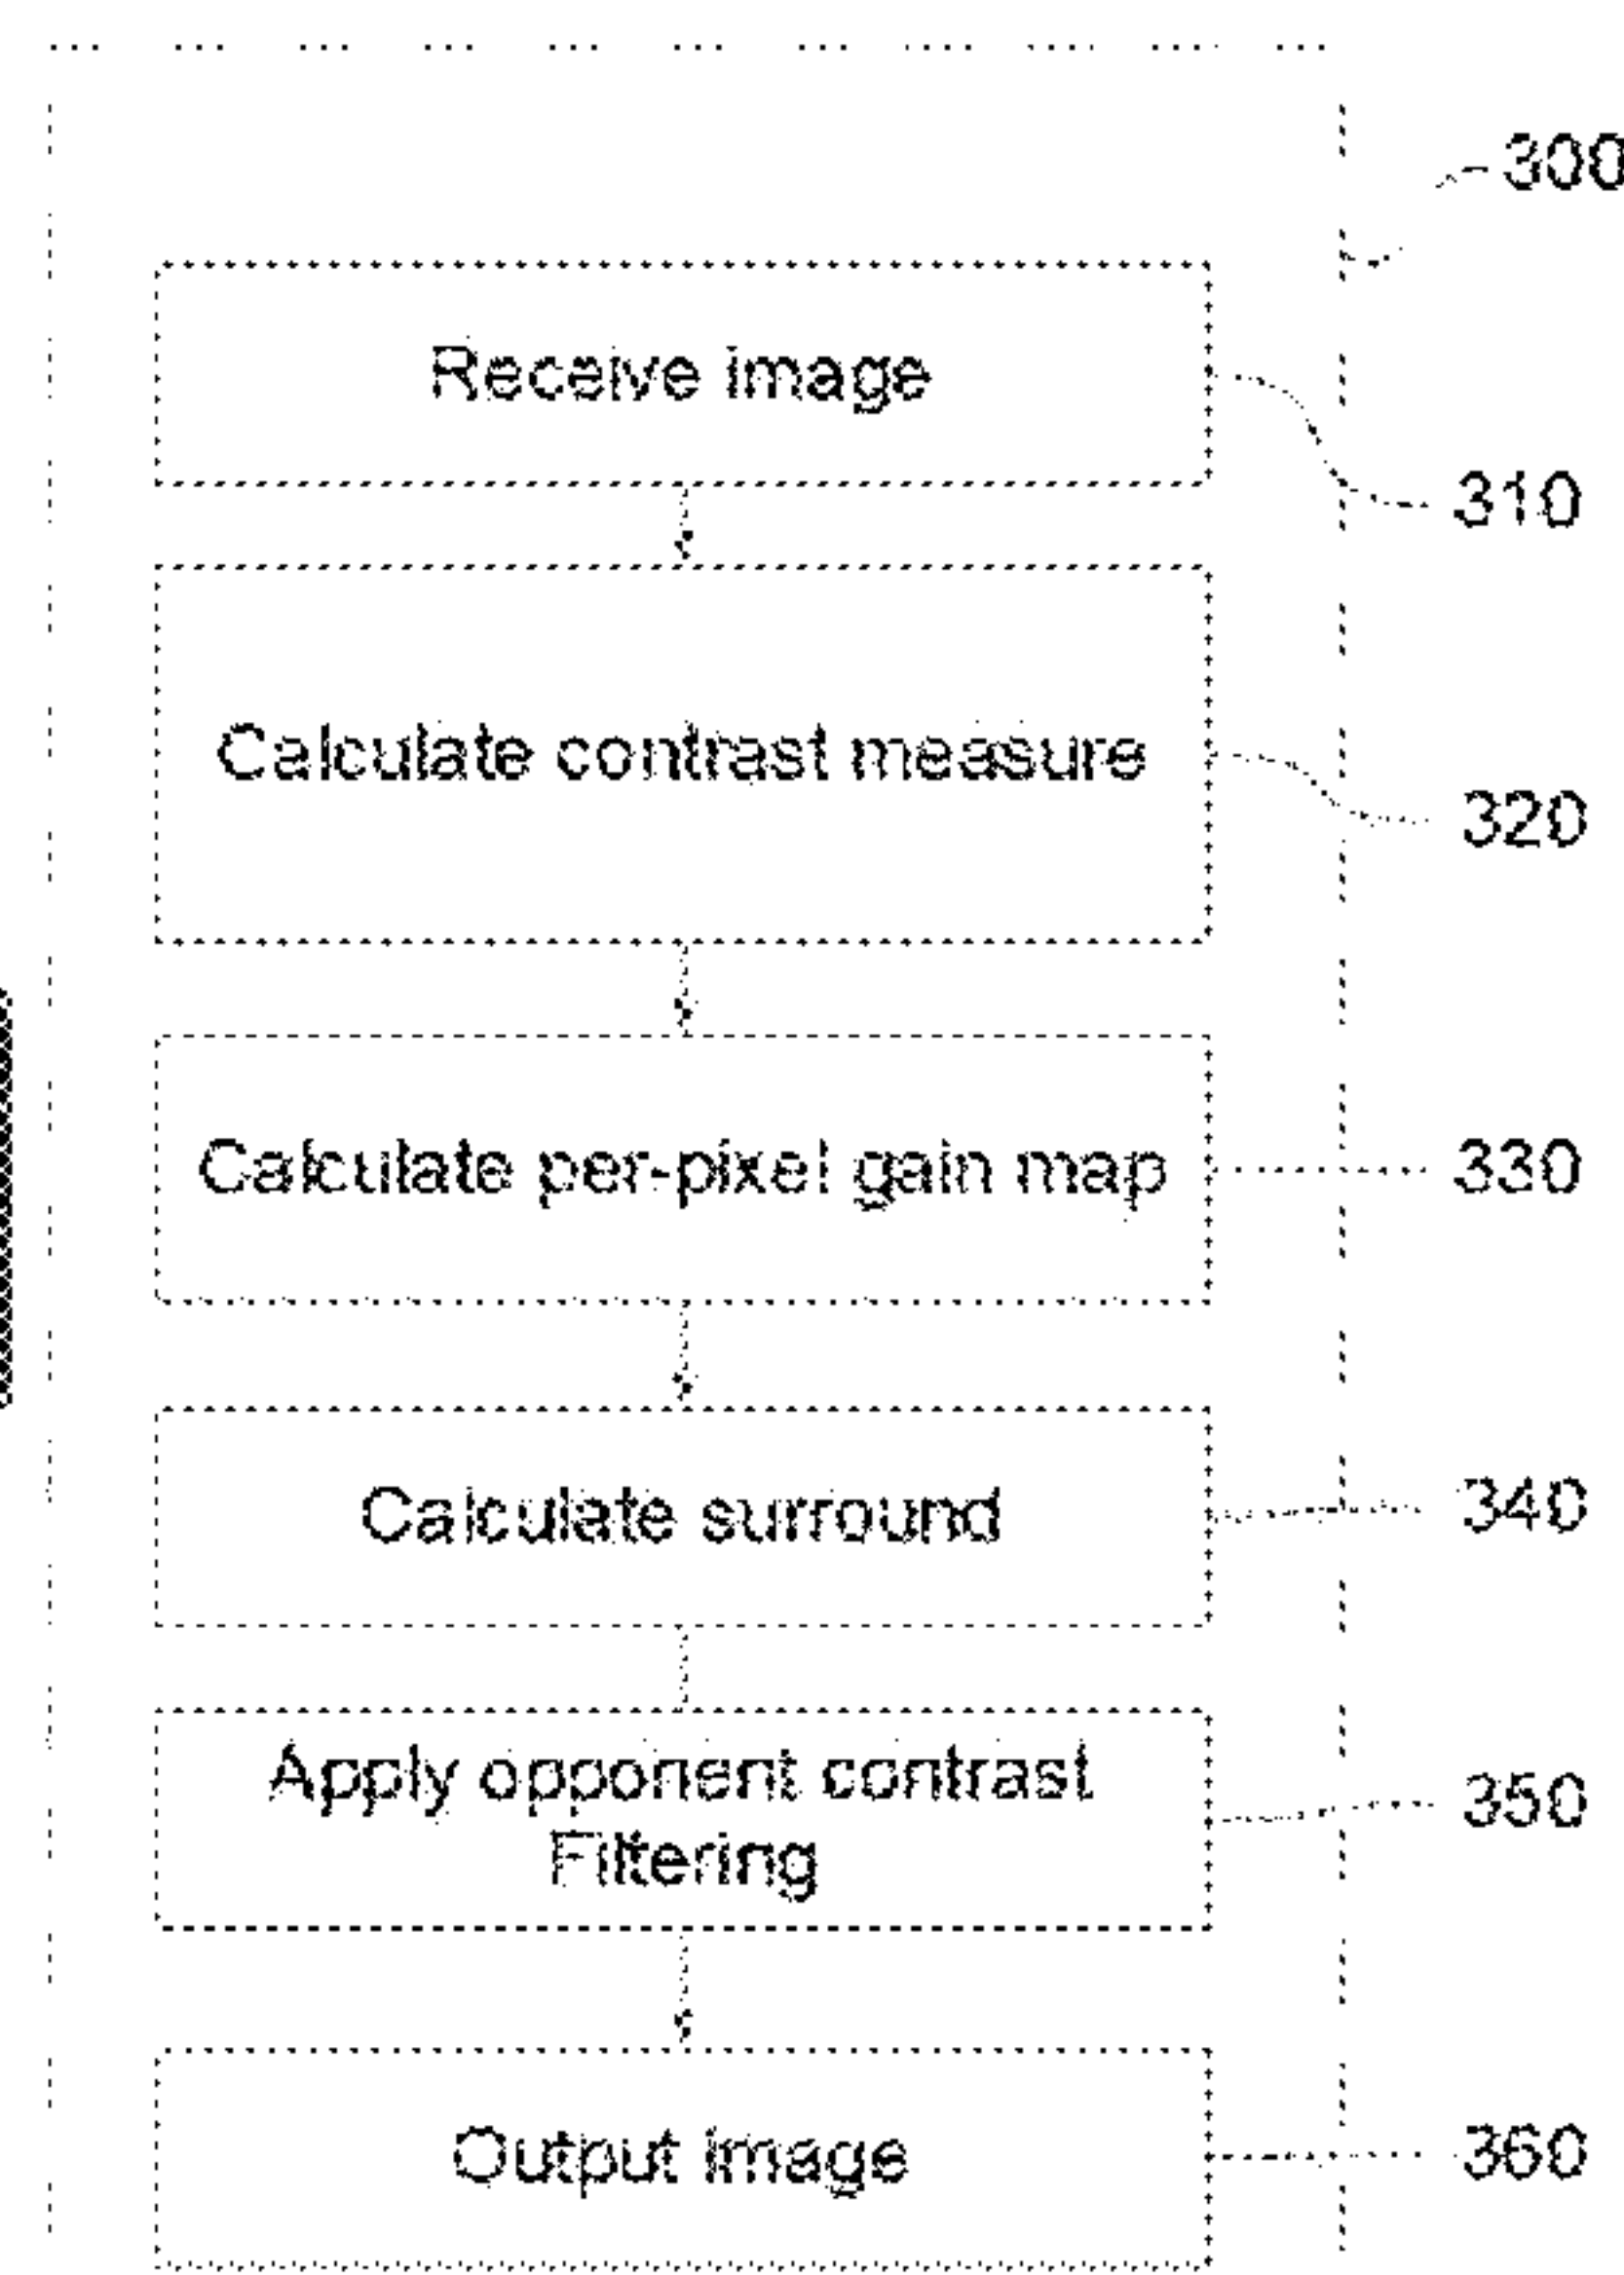 300
Receive image
310
Calculate contrast measure
320
Calculate per-pixel gain map
330
Calculate surround
340
Apply opponent contrast
Filtering
350
Output image
360